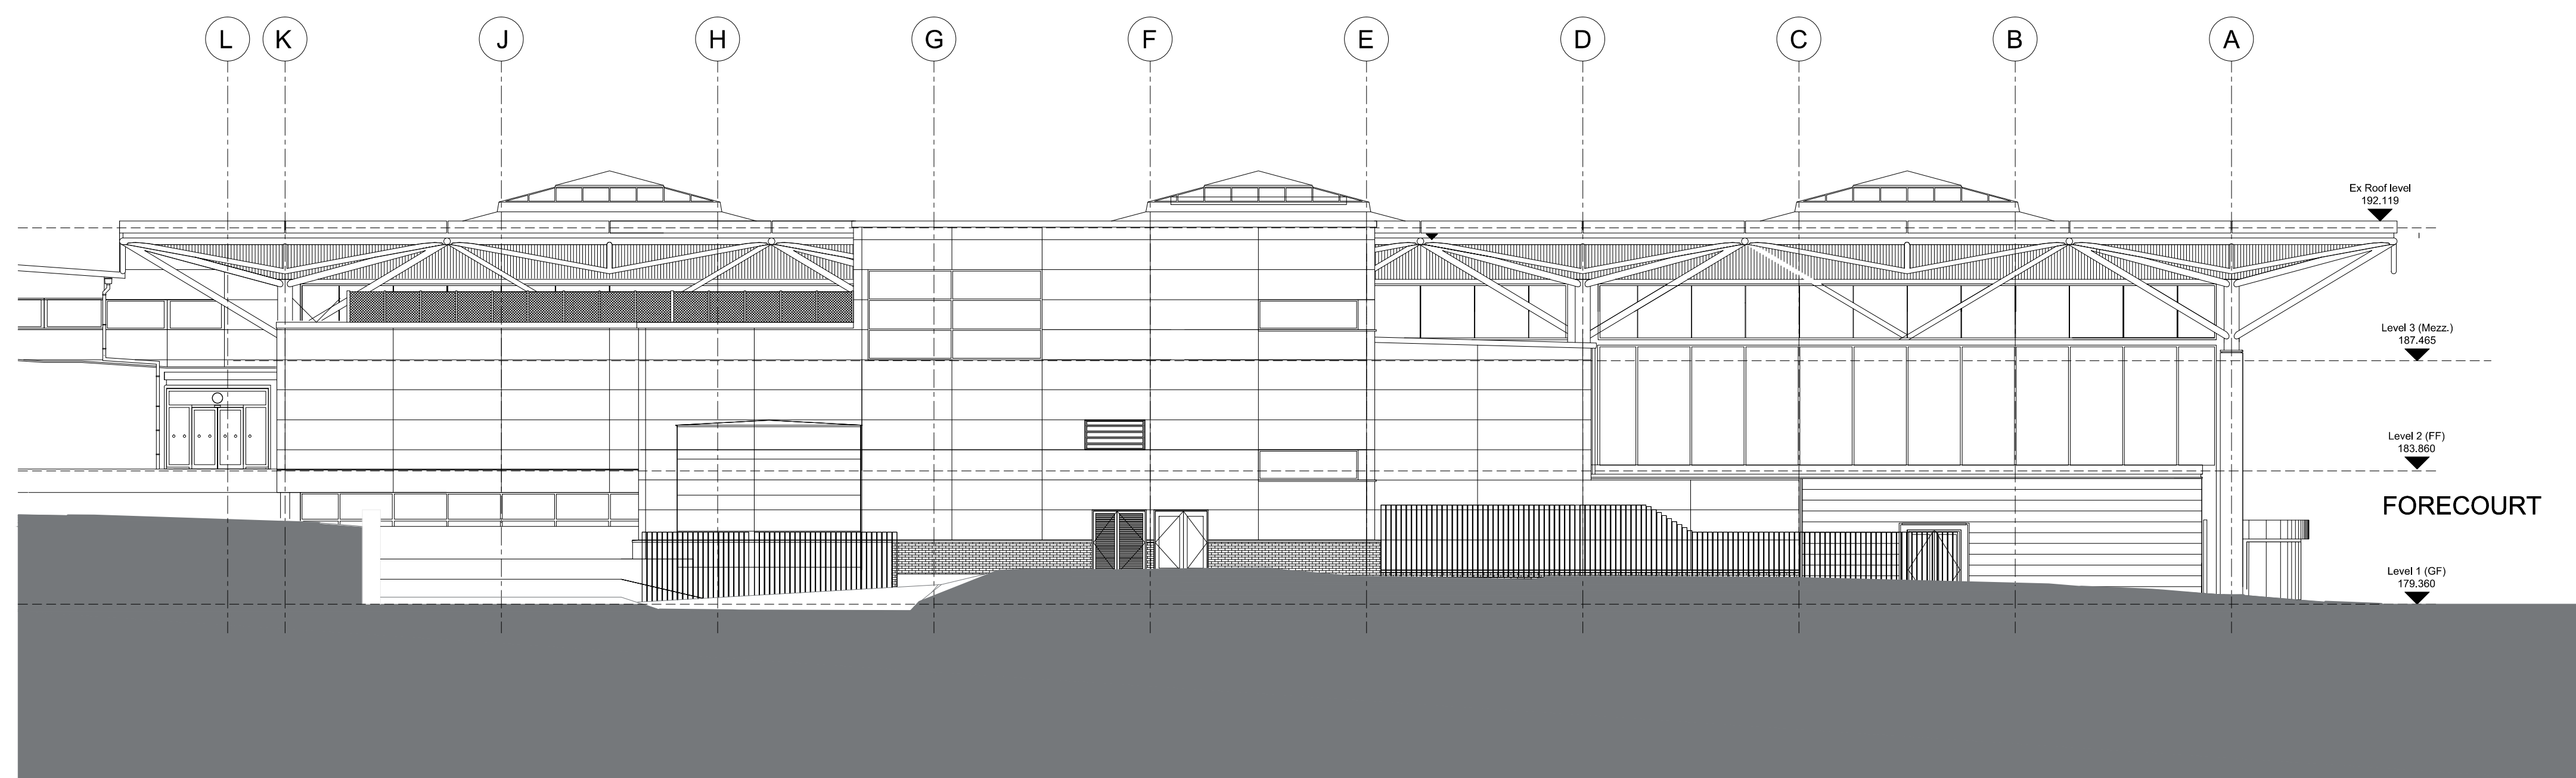 L K J H G F E D C B A
Ex Roof level
192.119
Level 3 (Mezz.)
187.465
Level 2 (FF)
183.860
FORECOURT
Level 1 (GF)
179.360